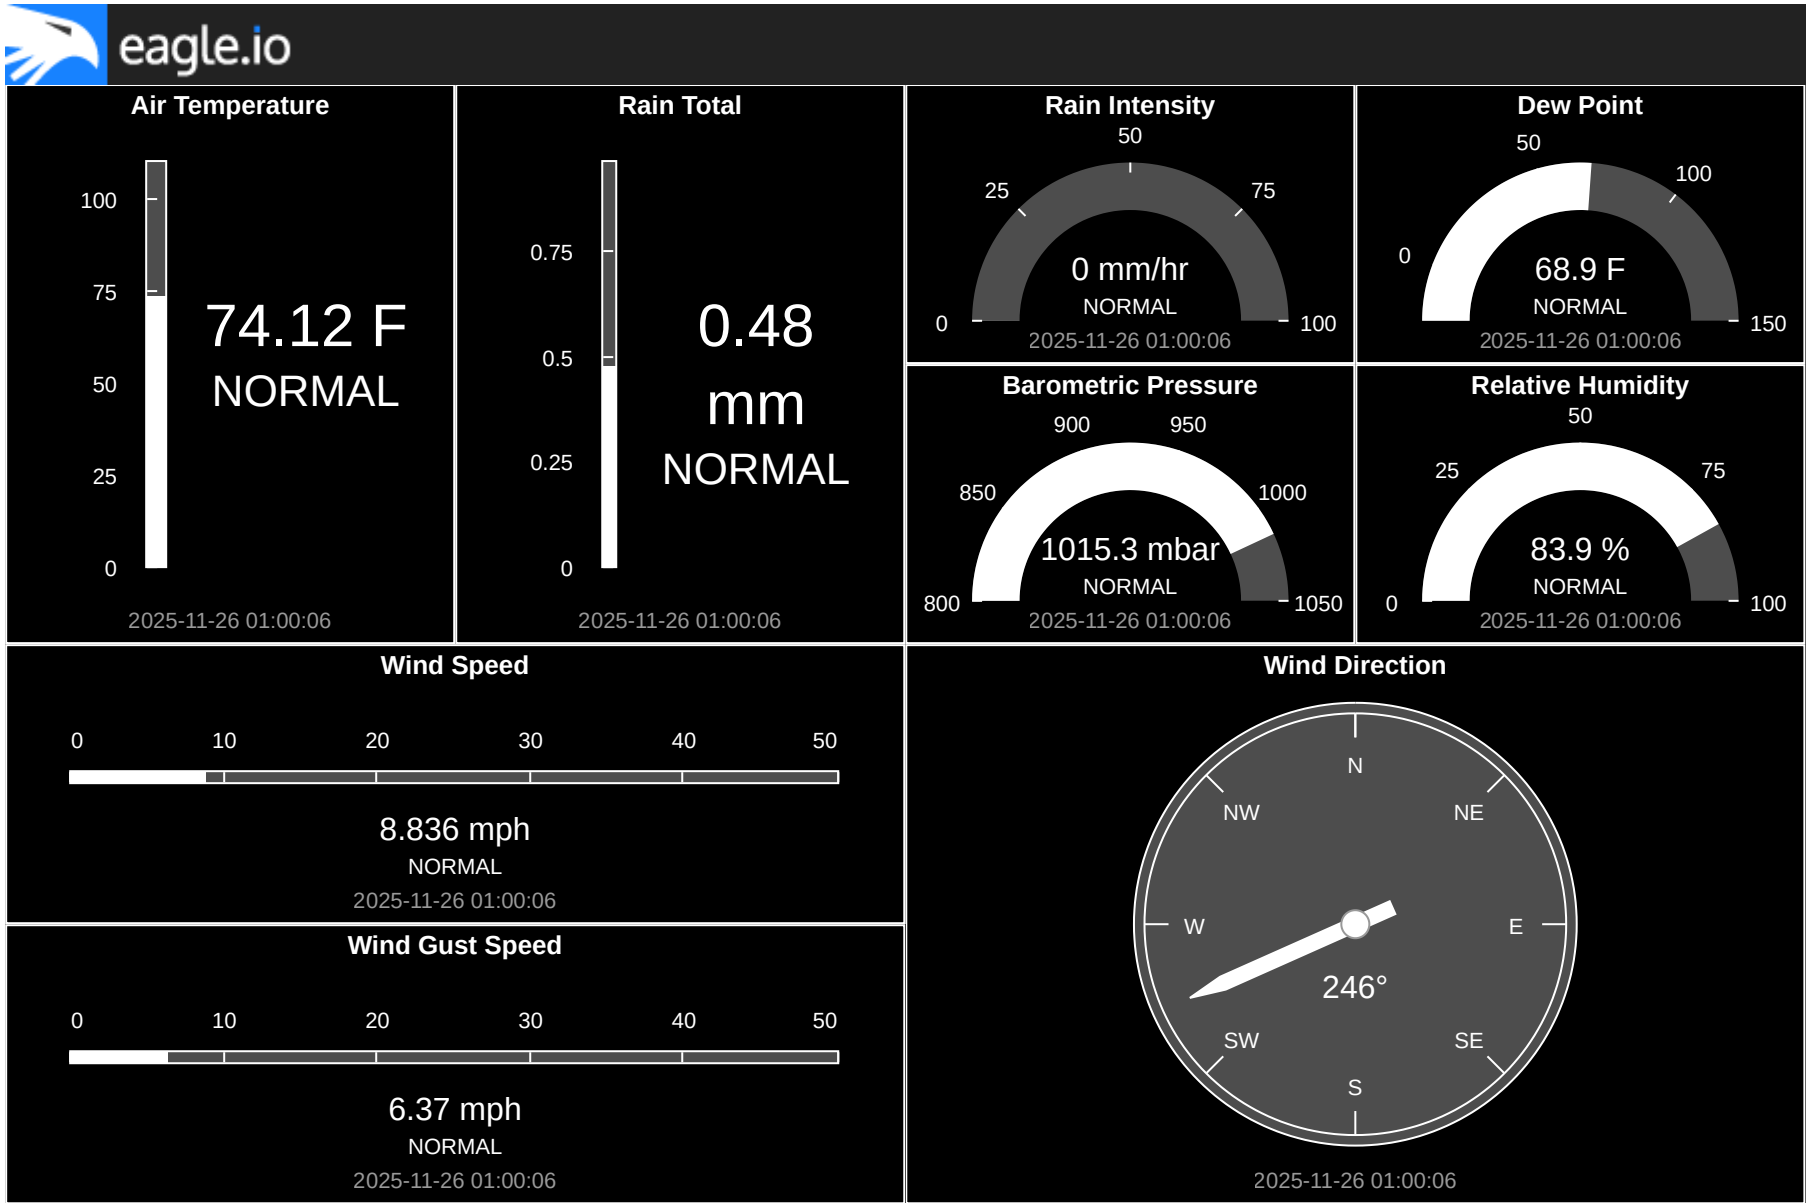 eagle.io
Air Temperature
100
75
50
25
0
74.12 F
NORMAL
2025-11-26 01:00:06
Rain Total
0.75
0.5
0.25
0
0.48
mm
NORMAL
2025-11-26 01:00:06
Rain Intensity
0
25
50
75
100
0 mm/hr
NORMAL
2025-11-26 01:00:06
Dew Point
0
50
100
150
68.9 F
NORMAL
2025-11-26 01:00:06
Barometric Pressure
800
850
900
950
1000
1050
1015.3 mbar
NORMAL
2025-11-26 01:00:06
Relative Humidity
0
25
50
75
100
83.9 %
NORMAL
2025-11-26 01:00:06
Wind Speed
0 10 20 30 40 50
8.836 mph
NORMAL
2025-11-26 01:00:06
Wind Gust Speed
0 10 20 30 40 50
6.37 mph
NORMAL
2025-11-26 01:00:06
Wind Direction
N
NW NE
W E
246°
SW SE
S
2025-11-26 01:00:06